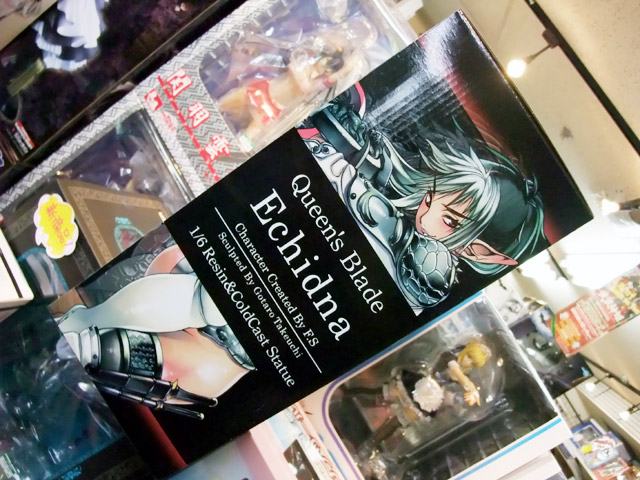 Queen's Blade
Echidna
Character Created By F.S
Sculpted By Gotaro Takeuchi
1/6 Resin&ColdCast Statue